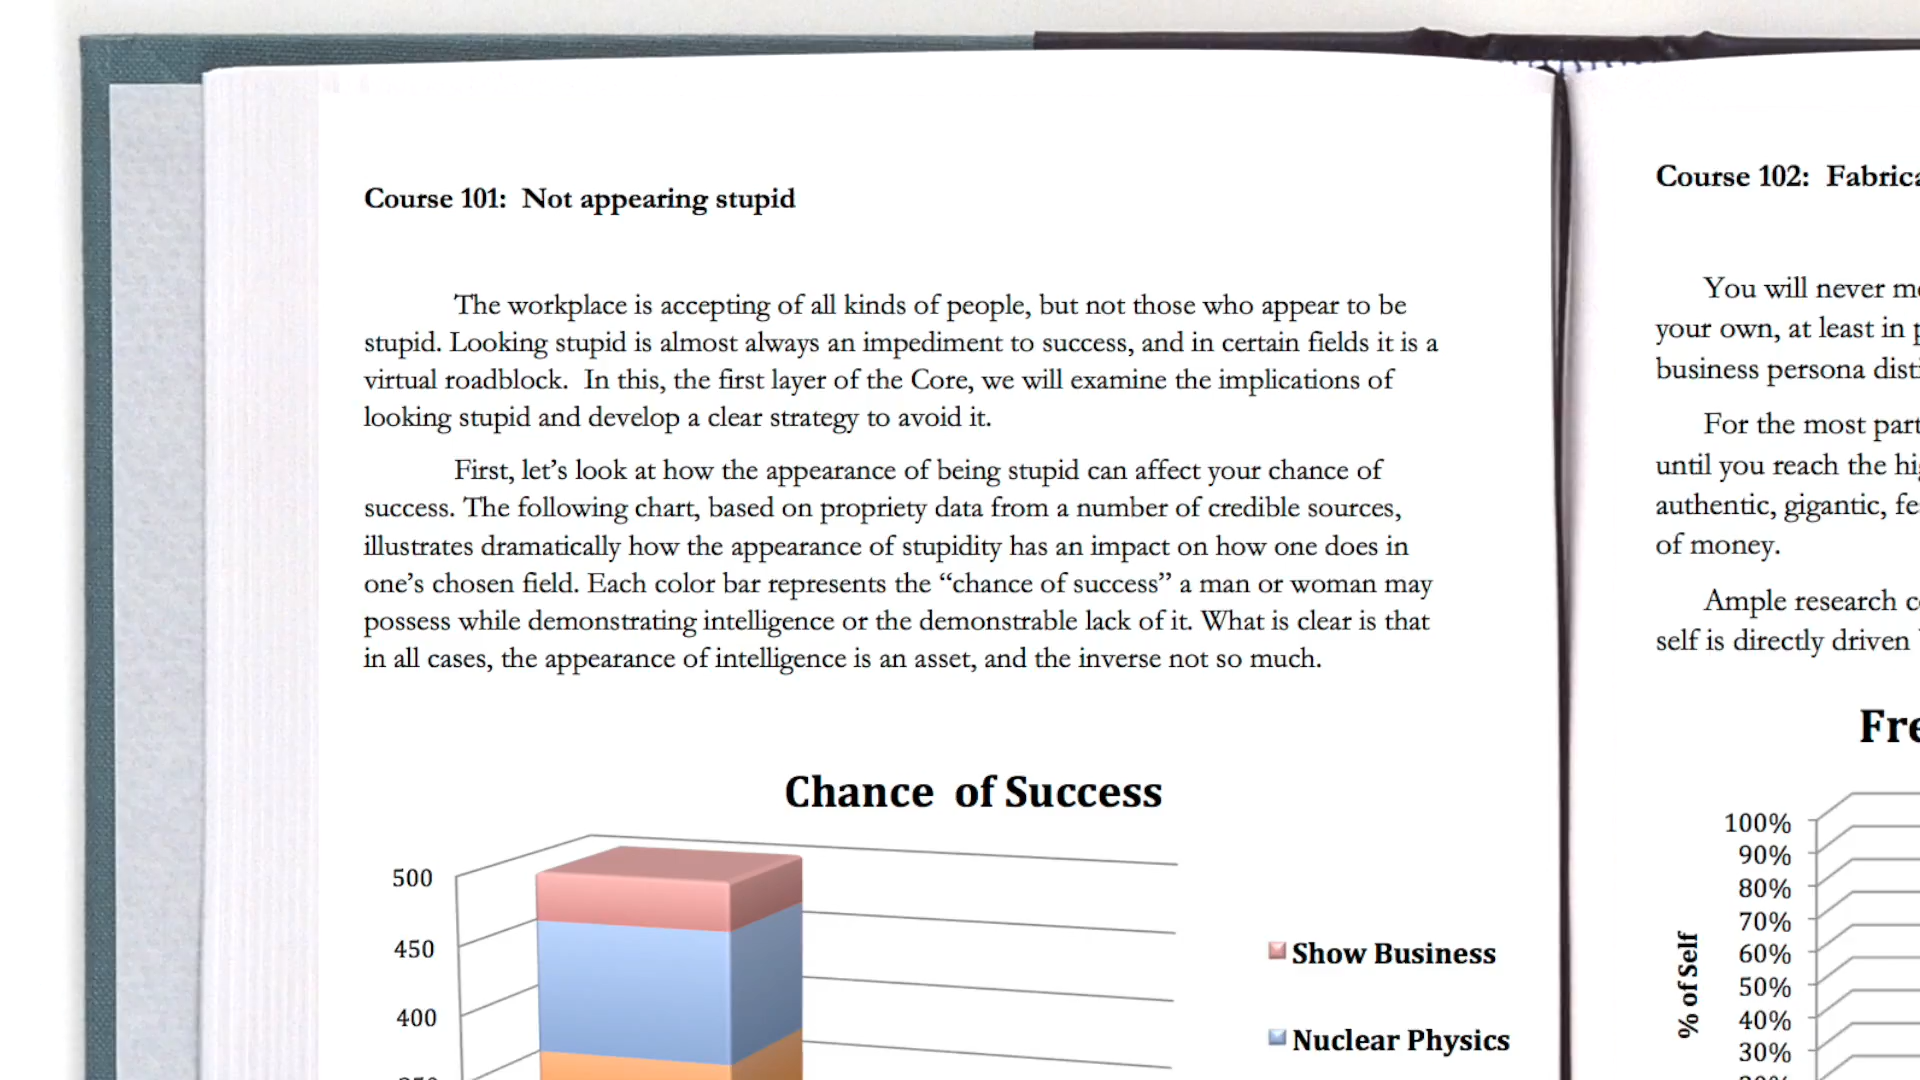 Course 101: Not appearing stupid
The workplace is accepting of all kinds of people, but not those who appear to be
stupid. Looking stupid is almost always an impediment to success, and in certain fields it is a
virtual roadblock. In this, the first layer of the Core, we will examine the implications of
looking stupid and develop a clear strategy to avoid it.
First, let’s look at how the appearance of being stupid can affect your chance of
success. The following chart, based on propriety data from a number of credible sources,
illustrates dramatically how the appearance of stupidity has an impact on how one does in
one’s chosen field. Each color bar represents the “chance of success” a man or woman may
possess while demonstrating intelligence or the demonstrable lack of it. What is clear is that
in all cases, the appearance of intelligence is an asset, and the inverse not so much.
Chance of Success
500
450
400
Show Business
Nuclear Physics
Course 102:
You will never
your own, at least in
business persona
For the most part
until you reach the
authentic, gigantic,
of money.
Ample research
self is directly driven
% of Self
100%
90%
80%
70%
60%
50%
40%
30%